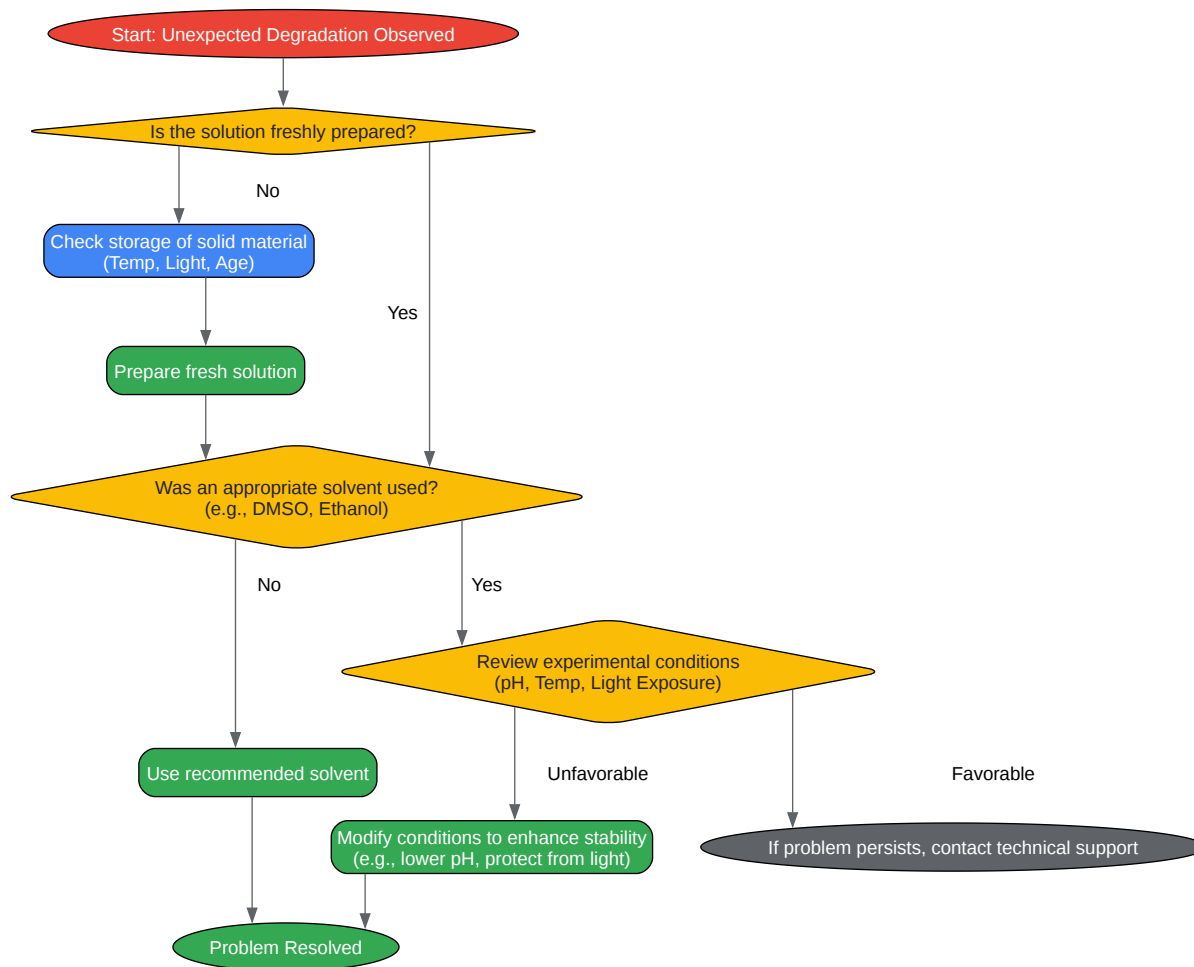 Start: Unexpected Degradation Observed
Is the solution freshly prepared?
No
Check storage of solid material
(Temp, Light, Age)
Yes
Prepare fresh solution
Was an appropriate solvent used?
(e.g., DMSO, Ethanol)
No
Yes
Review experimental conditions
(pH, Temp, Light Exposure)
Use recommended solvent
Unfavorable
Favorable
Modify conditions to enhance stability
(e.g., lower pH, protect from light)
If problem persists, contact technical support
Problem Resolved